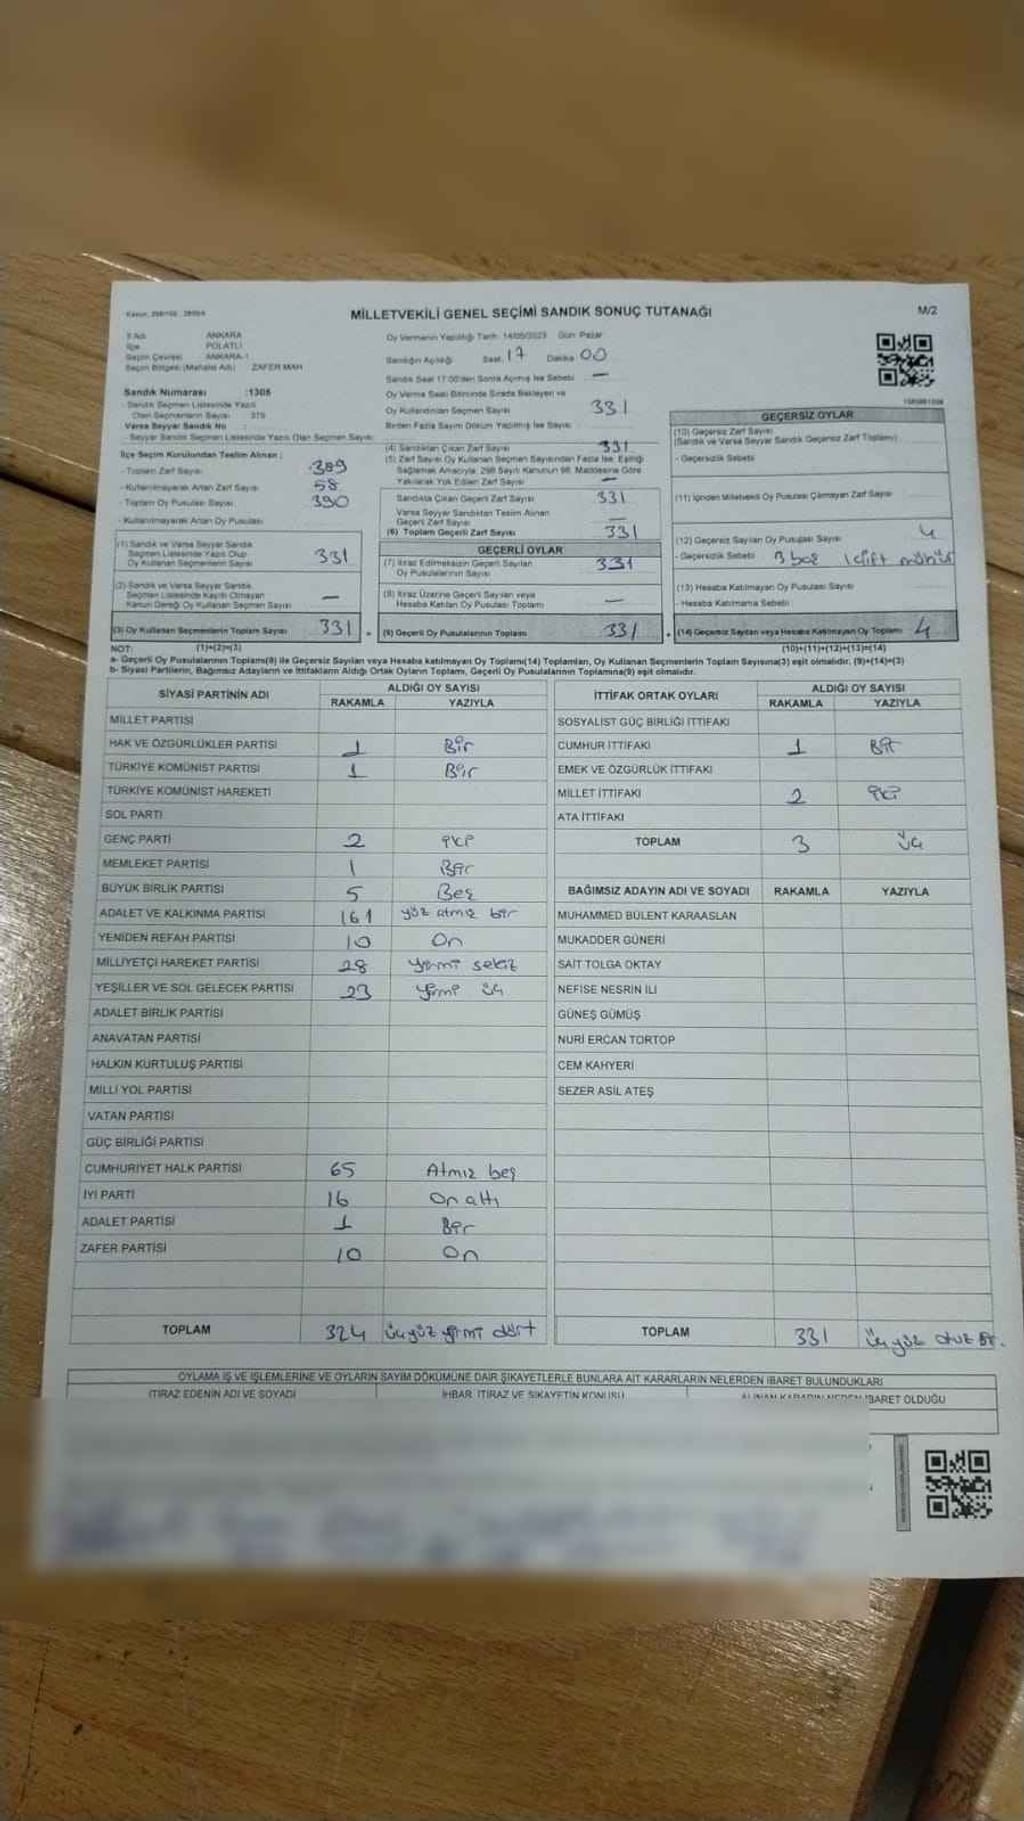 MİLLETVEKİLİ GENEL SEÇİMİ SANDIK SONUÇ TUTANAĞI
M/2
İl Adı ANKARA
İlçe POLATLI
Seçim Çevresi ANKARA-1
Seçim Bölgesi (Mahalle Adı) ZAFER MAH
Sandık Numarası :1305
- Sandık Seçmen Listesinde Yazılı
Olan Seçmenlerin Sayısı
Varsa Seyyar Sandık No
- Seyyar Sandık Seçmen Listesinde Yazılı Olan Seçmen Sayısı
İlçe Seçim Kurulundan Teslim Alınan :
- Toplam Zarf Sayısı 389
- Kullanılmayarak Artan Zarf Sayısı 58
- Toplam Oy Pusulası Sayısı 390
- Kullanılmayarak Artan Oy Pusulası
(1) Sandık ve Varsa Seyyar Sandık
Seçmen Listesinde Yazılı Olup
Oy Kullanan Seçmenlerin Sayısı 331
(2) Sandık ve Varsa Seyyar Sandık
Seçmen Listesinde Kayıtlı Olmayan
Kanun Gereği Oy Kullanan Seçmen Sayısı —
(3) Oy Kullanan Seçmenlerin Toplam Sayısı 331
Oy Vermenin Yapıldığı Tarih: 14/05/2023 Gün: Pazar
Sandığın Açıldığı Saat: 17 Dakika: 00
Sandık Saat 17:00'den Sonra Açılmış İse Sebebi —
Oy Verme Saati Bitiminde Sırada Bekleyen ve
Oy Kullandırılan Seçmen Sayısı 331
Birden Fazla Sayım Döküm Yapılmış İse Sayısı
(4) Sandıktan Çıkan Zarf Sayısı 331
(5) Zarf Sayısı Oy Kullanan Seçmen Sayısından Fazla İse, Eşitliği
Sağlamak Amacıyla, 298 Sayılı Kanunun 98. Maddesine Göre
Yakılarak Yok Edilen Zarf Sayısı —
Sandıkta Çıkan Geçerli Zarf Sayısı 331
Varsa Seyyar Sandıktan Teslim Alınan
Geçerli Zarf Sayısı —
(6) Toplam Geçerli Zarf Sayısı 331
GEÇERLİ OYLAR
(7) İtiraz Edilmeksizin Geçerli Sayılan
Oy Pusulalarının Sayısı 331
(8) İtiraz Üzerine Geçerli Sayılan veya
Hesaba Katılan Oy Pusulası Toplamı —
(9) Geçerli Oy Pusulalarının Toplamı 331
GEÇERSİZ OYLAR
(10) Geçersiz Zarf Sayısı
(Sandık ve Varsa Seyyar Sandık Geçersiz Zarf Toplamı)
- Geçersizlik Sebebi
(11) İçinden Milletvekili Oy Pusulası Çıkmayan Zarf Sayısı
(12) Geçersiz Sayılan Oy Pusulası Sayısı 4
- Geçersizlik Sebebi 3 boş 1 çift mühür
(13) Hesaba Katılmayan Oy Pusulası Sayısı
- Hesaba Katılmama Sebebi
(14) Geçersiz Sayılan veya Hesaba Katılmayan Oy Toplamı 4
NOT: (1)+(2)=(3) (10)+(11)+(12)+(13)=(14)
a- Geçerli Oy Pusulalarının Toplamı(9) ile Geçersiz Sayılan veya Hesaba katılmayan Oy Toplamı(14) Toplamları, Oy Kullanan Seçmenlerin Toplam Sayısına(3) eşit olmalıdır. (9)+(14)=(3)
b- Siyasi Partilerin, Bağımsız Adayların ve İttifakların Aldığı Ortak Oyların Toplamı, Geçerli Oy Pusulalarının Toplamına(9) eşit olmalıdır.
SİYASİ PARTİNİN ADI ALDIĞI OY SAYISI
RAKAMLA YAZIYLA
MİLLET PARTİSİ
HAK VE ÖZGÜRLÜKLER PARTİSİ 1 Bir
TÜRKİYE KOMÜNİST PARTİSİ 1 Bir
TÜRKİYE KOMÜNİST HAREKETİ
SOL PARTİ
GENÇ PARTİ 2 iki
MEMLEKET PARTİSİ 1 Bir
BÜYÜK BİRLİK PARTİSİ 5 Beş
ADALET VE KALKINMA PARTİSİ 161 yüz atmış bir
YENİDEN REFAH PARTİSİ 10 On
MİLLİYETÇİ HAREKET PARTİSİ 28 yirmi sekiz
YEŞİLLER VE SOL GELECEK PARTİSİ 23 yirmi üç
ADALET BİRLİK PARTİSİ
ANAVATAN PARTİSİ
HALKIN KURTULUŞ PARTİSİ
MİLLİ YOL PARTİSİ
VATAN PARTİSİ
GÜÇ BİRLİĞİ PARTİSİ
CUMHURİYET HALK PARTİSİ 65 Atmış beş
İYİ PARTİ 16 On altı
ADALET PARTİSİ 1 Bir
ZAFER PARTİSİ 10 On
TOPLAM 324 üçyüz yirmi dört
İTTİFAK ORTAK OYLARI ALDIĞI OY SAYISI
RAKAMLA YAZIYLA
SOSYALİST GÜÇ BİRLİĞİ İTTİFAKI
CUMHUR İTTİFAKI 1 Bir
EMEK VE ÖZGÜRLÜK İTTİFAKI
MİLLET İTTİFAKI 2 iki
ATA İTTİFAKI
TOPLAM 3 üç
BAĞIMSIZ ADAYIN ADI VE SOYADI RAKAMLA YAZIYLA
MUHAMMED BÜLENT KARAASLAN
MUKADDER GÜNERİ
SAİT TOLGA OKTAY
NEFİSE NESRİN İLİ
GÜNEŞ GÜMÜŞ
NURİ ERCAN TORTOP
CEM KAHYERİ
SEZER ASİL ATEŞ
TOPLAM 331 üçyüz otuz bir.
OYLAMA İŞ VE İŞLEMLERİNE VE OYLARIN SAYIM DÖKÜMÜNE DAİR ŞİKAYETLERLE BUNLARA AİT KARARLARIN NELERDEN İBARET BULUNDUKLARI
İTİRAZ EDENİN ADI VE SOYADI İHBAR, İTİRAZ VE ŞİKAYETİN KONUSU ALINAN KARARIN NEDEN İBARET OLDUĞU